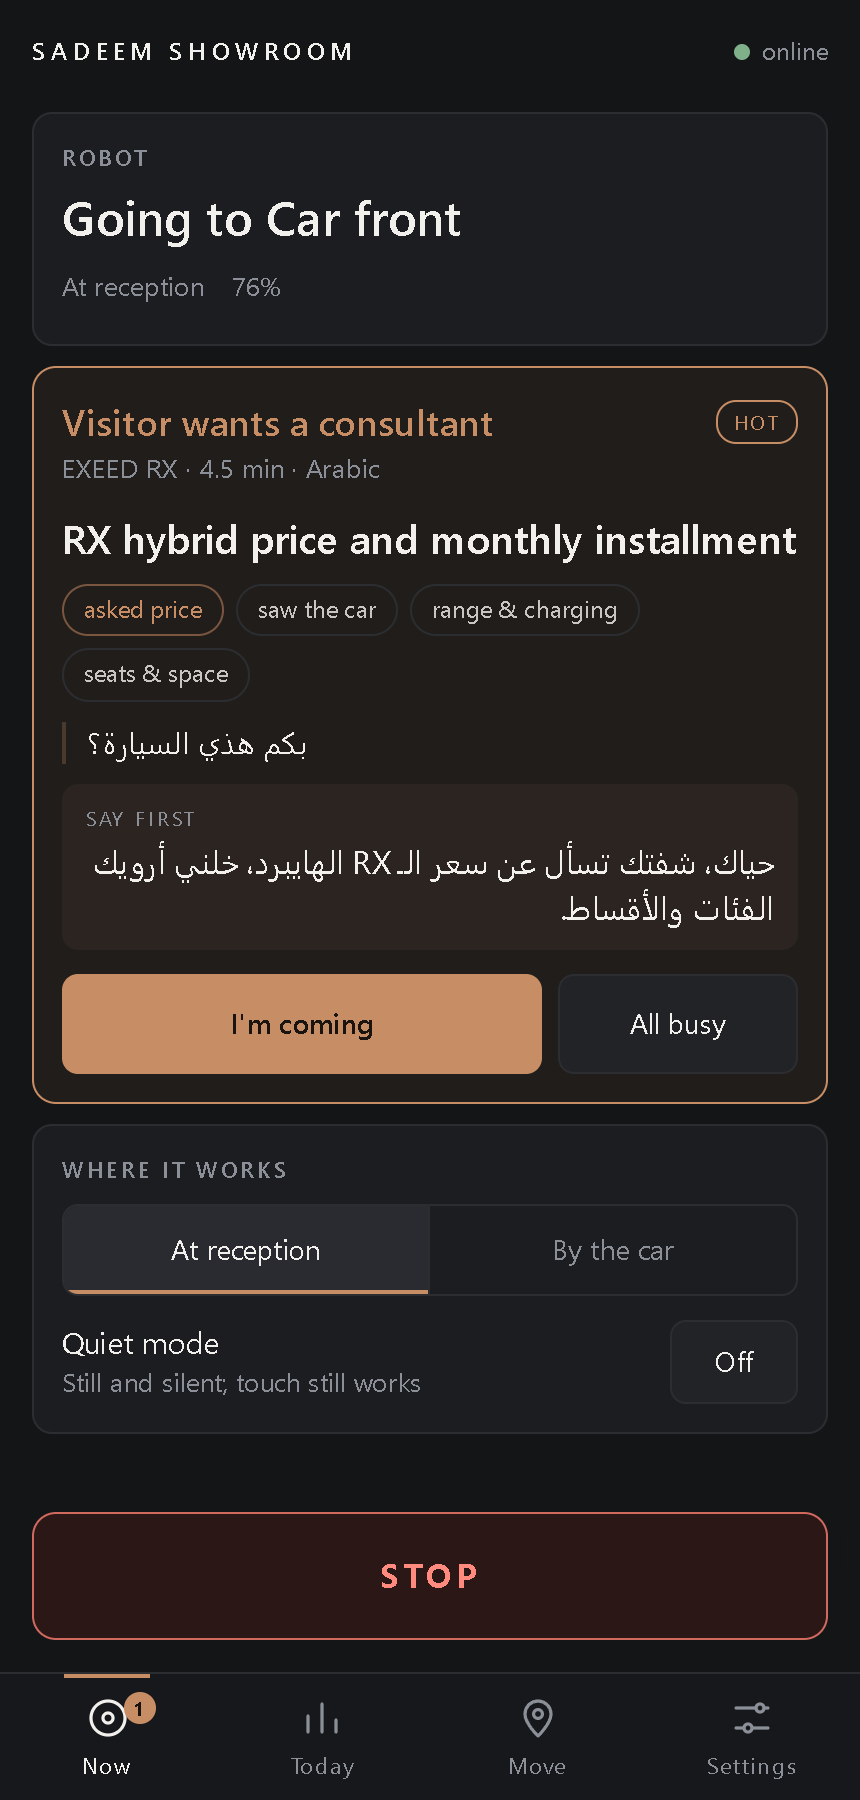 SADEEM SHOWROOM
online
ROBOT
Going to Car front
At reception 76%
Visitor wants a consultant
HOT
EXEED RX · 4.5 min · Arabic
RX hybrid price and monthly installment
asked price
saw the car
range & charging
seats & space
بكم هذي السيارة؟
SAY FIRST
حياك، شفتك تسأل عن سعر الـ RX الهايبرد، خلني أرويك
الفئات والأقساط.
I'm coming
All busy
WHERE IT WORKS
At reception
By the car
Quiet mode
Still and silent; touch still works
Off
STOP
1
Now
Today
Move
Settings